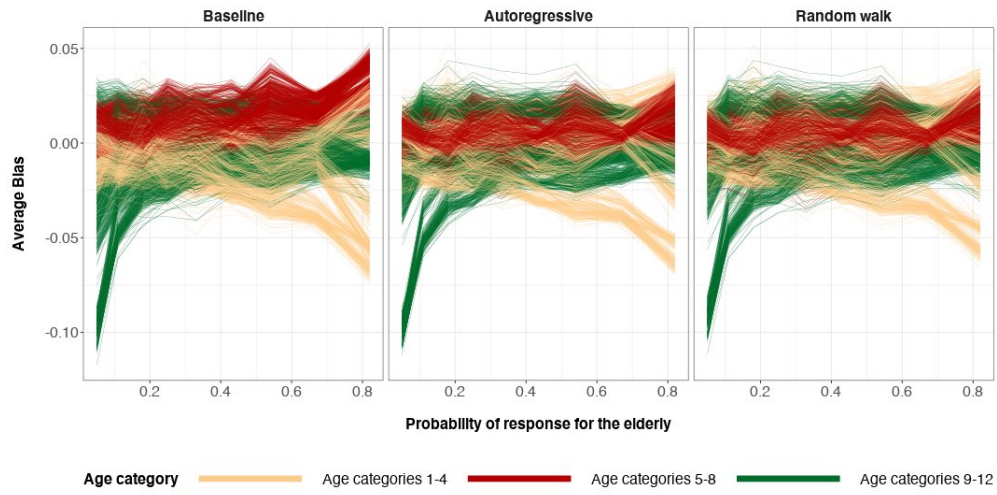 Baseline Autoregressive Random walk
0.05
0.00
-0.05
-0.10
Average Bias
0.2 0.4 0.6 0.8 0.2 0.4 0.6 0.8 0.2 0.4 0.6 0.8
Probability of response for the elderly
Age category Age categories 1-4 Age categories 5-8 Age categories 9-12